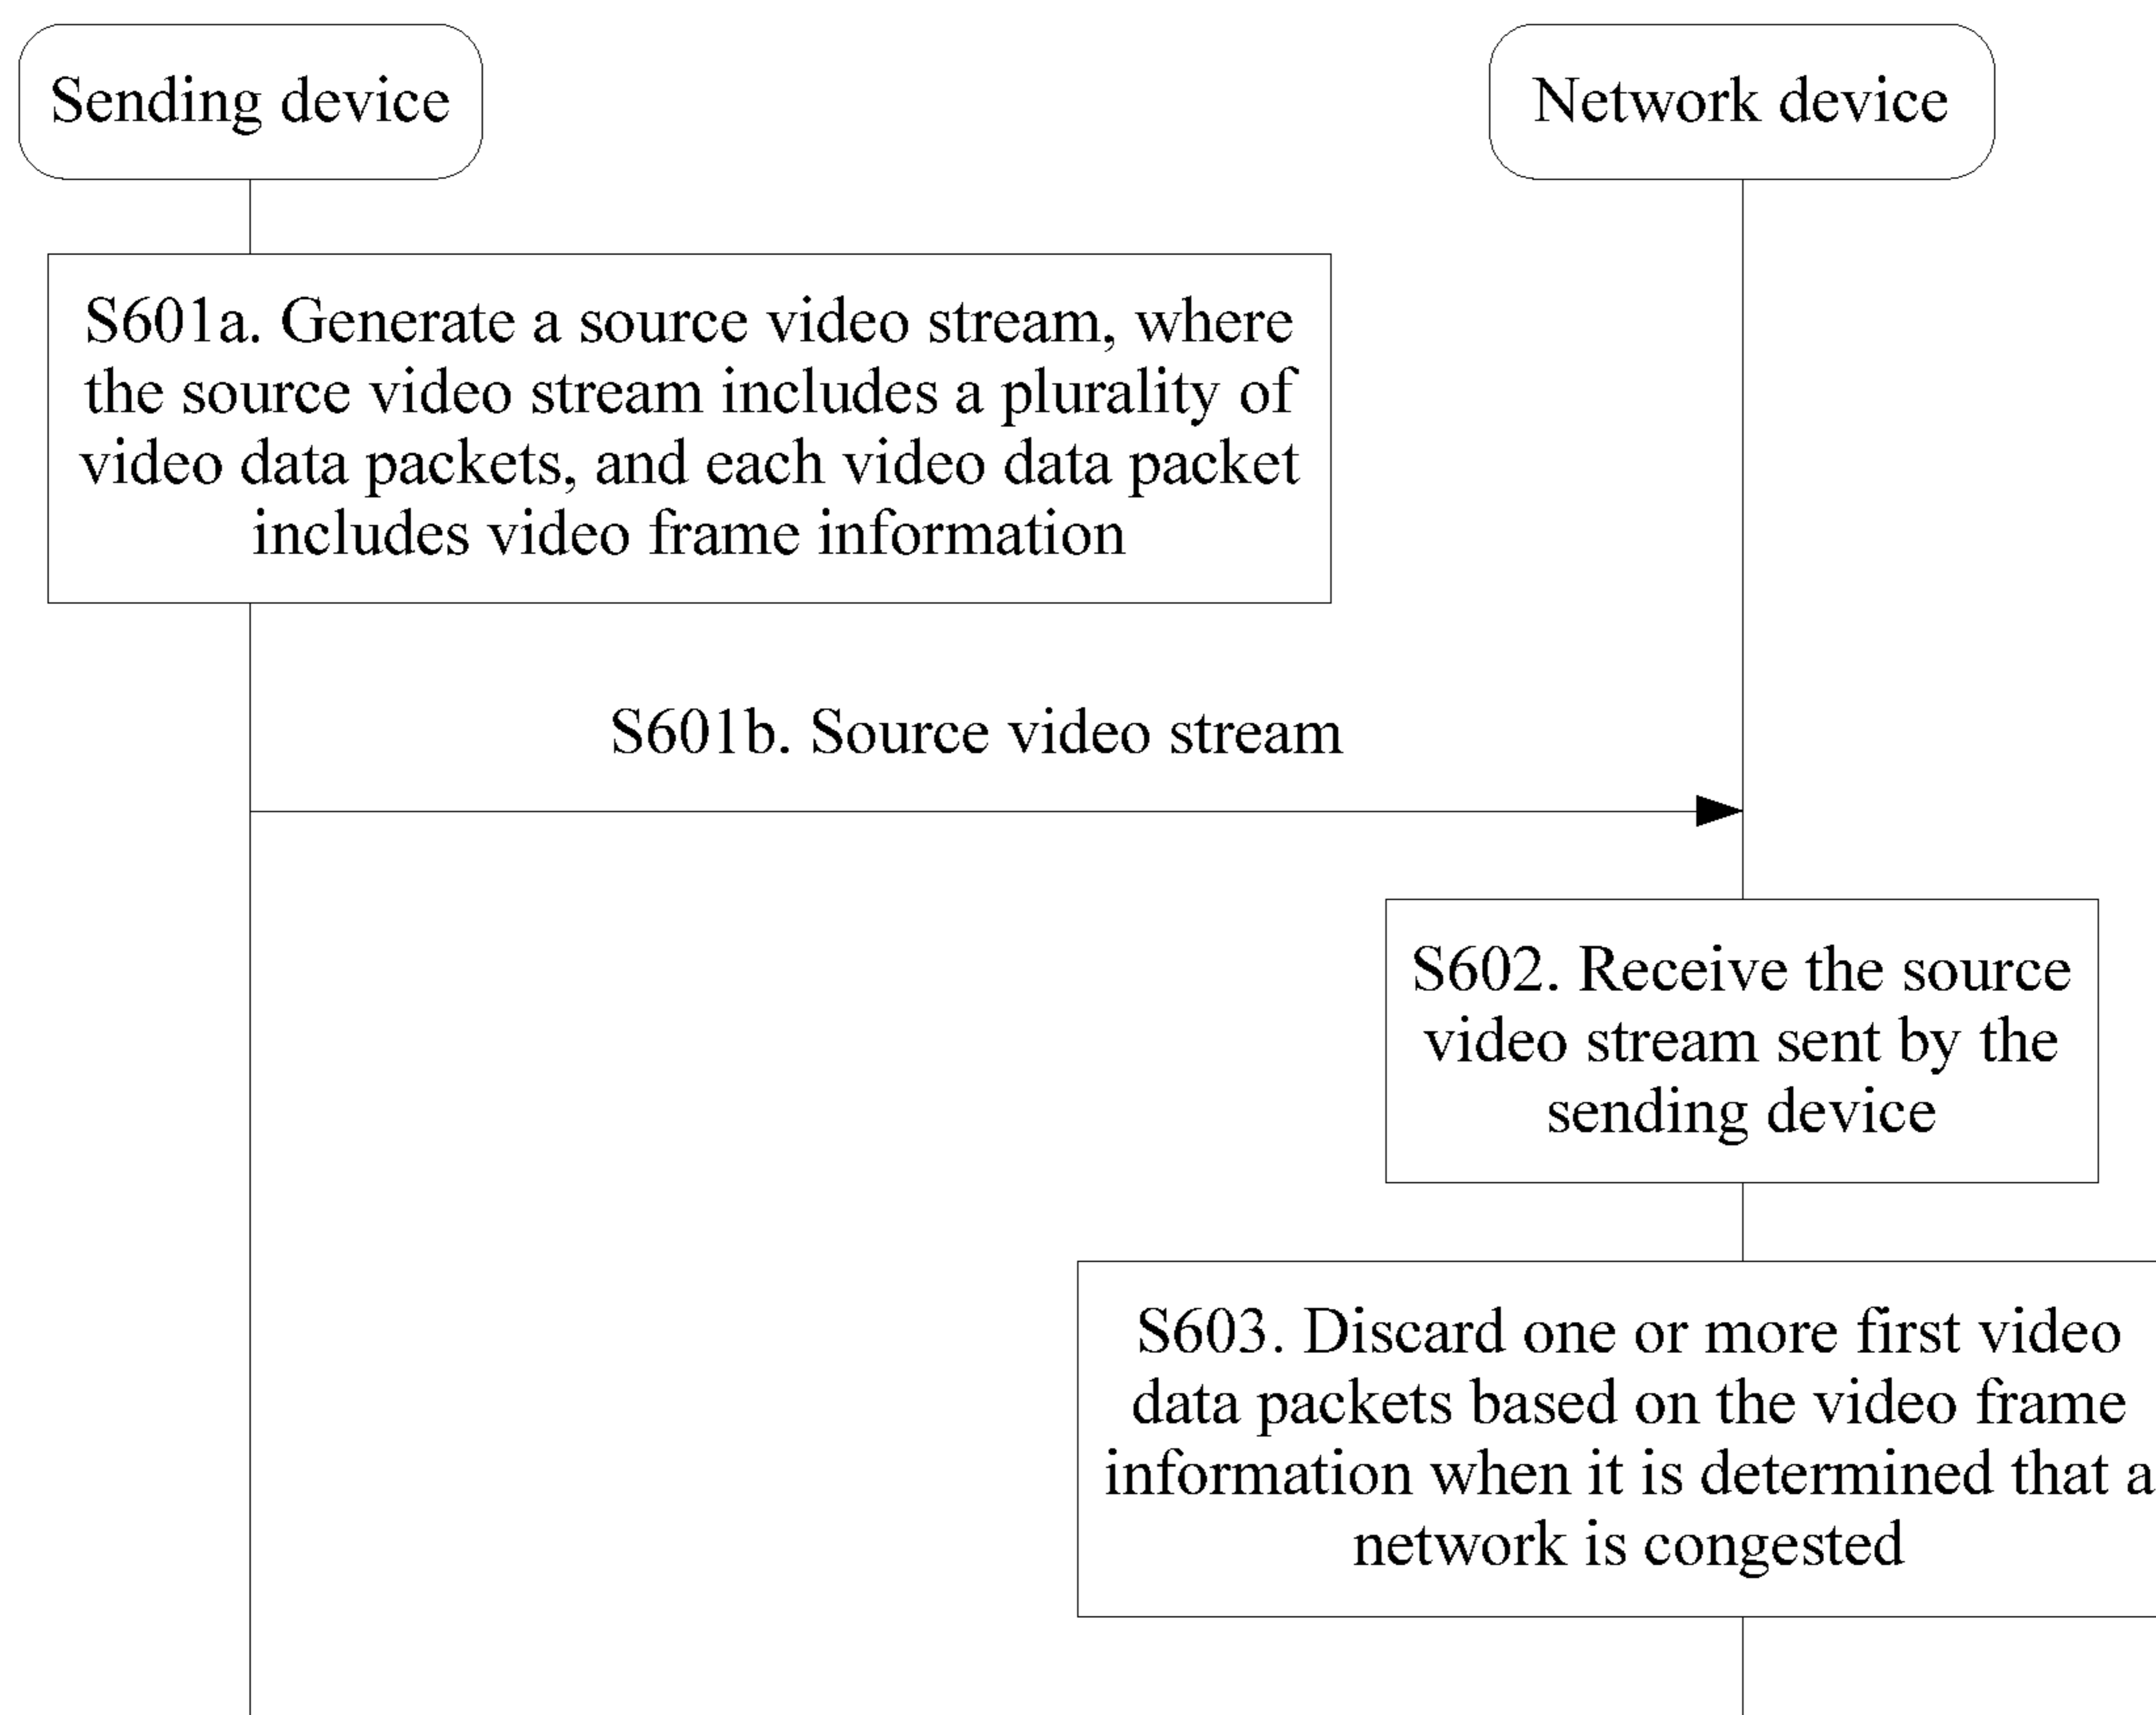 Sending device
Network device
S601a. Generate a source video stream, where
the source video stream includes a plurality of
video data packets, and each video data packet
includes video frame information
S601b. Source video stream
S602. Receive the source
video stream sent by the
sending device
S603. Discard one or more first video
data packets based on the video frame
information when it is determined that a
network is congested